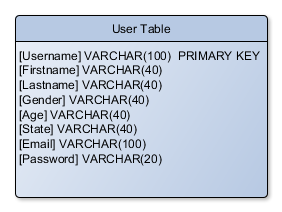 User Table
[Username] VARCHAR(100)  PRIMARY KEY
[Firstname] VARCHAR(40)
[Lastname] VARCHAR(40)
[Gender] VARCHAR(40)
[Age] VARCHAR(40)
[State] VARCHAR(40)
[Email] VARCHAR(100)
[Password] VARCHAR(20)